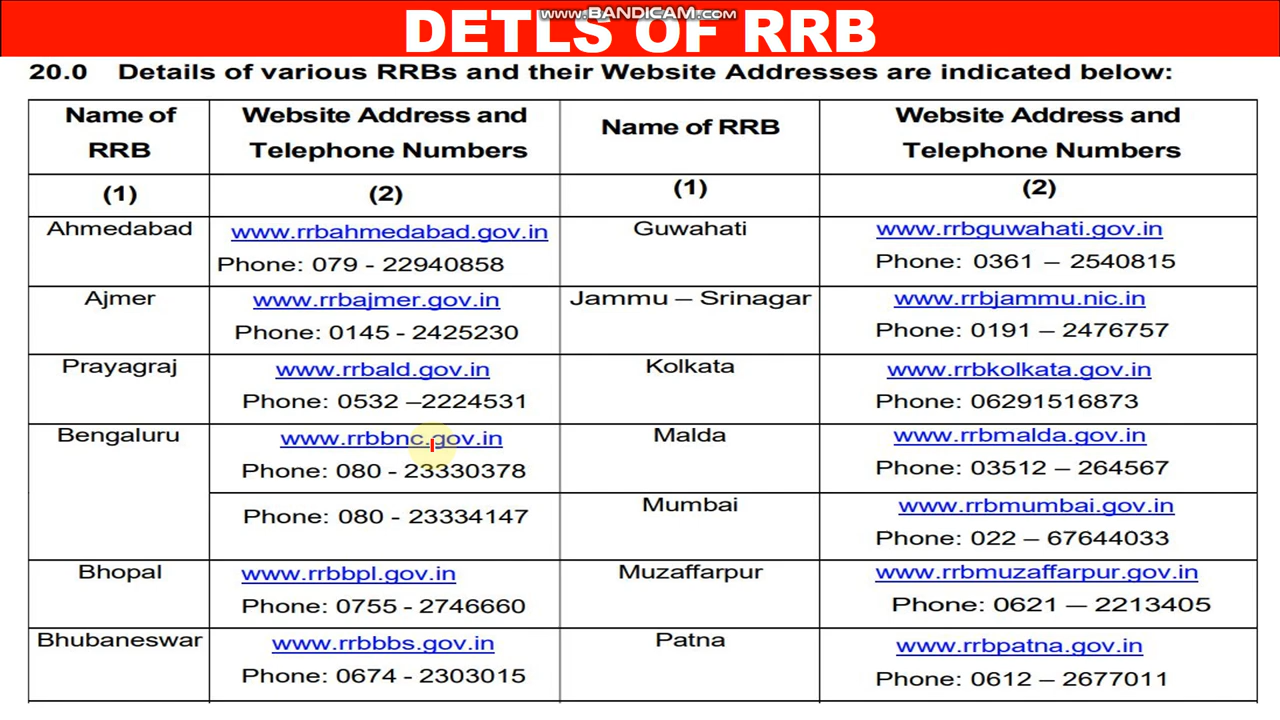 www.BANDICAM.com
DETLS OF RRB
20.0 Details of various RRBs and their Website Addresses are indicated below:
Name of RRB
Website Address and Telephone Numbers
Name of RRB
Website Address and Telephone Numbers
(1)
(2)
(1)
(2)
Ahmedabad
www.rrbahmedabad.gov.in
Phone: 079 - 22940858
Guwahati
www.rrbguwahati.gov.in
Phone: 0361 – 2540815
Ajmer
www.rrbajmer.gov.in
Phone: 0145 - 2425230
Jammu – Srinagar
www.rrbjammu.nic.in
Phone: 0191 – 2476757
Prayagraj
www.rrbald.gov.in
Phone: 0532 –2224531
Kolkata
www.rrbkolkata.gov.in
Phone: 06291516873
Bengaluru
www.rrbbnc.gov.in
Phone: 080 - 23330378
Malda
www.rrbmalda.gov.in
Phone: 03512 – 264567
Phone: 080 - 23334147
Mumbai
www.rrbmumbai.gov.in
Phone: 022 – 67644033
Bhopal
www.rrbbpl.gov.in
Phone: 0755 - 2746660
Muzaffarpur
www.rrbmuzaffarpur.gov.in
Phone: 0621 – 2213405
Bhubaneswar
www.rrbbbs.gov.in
Phone: 0674 - 2303015
Patna
www.rrbpatna.gov.in
Phone: 0612 – 2677011